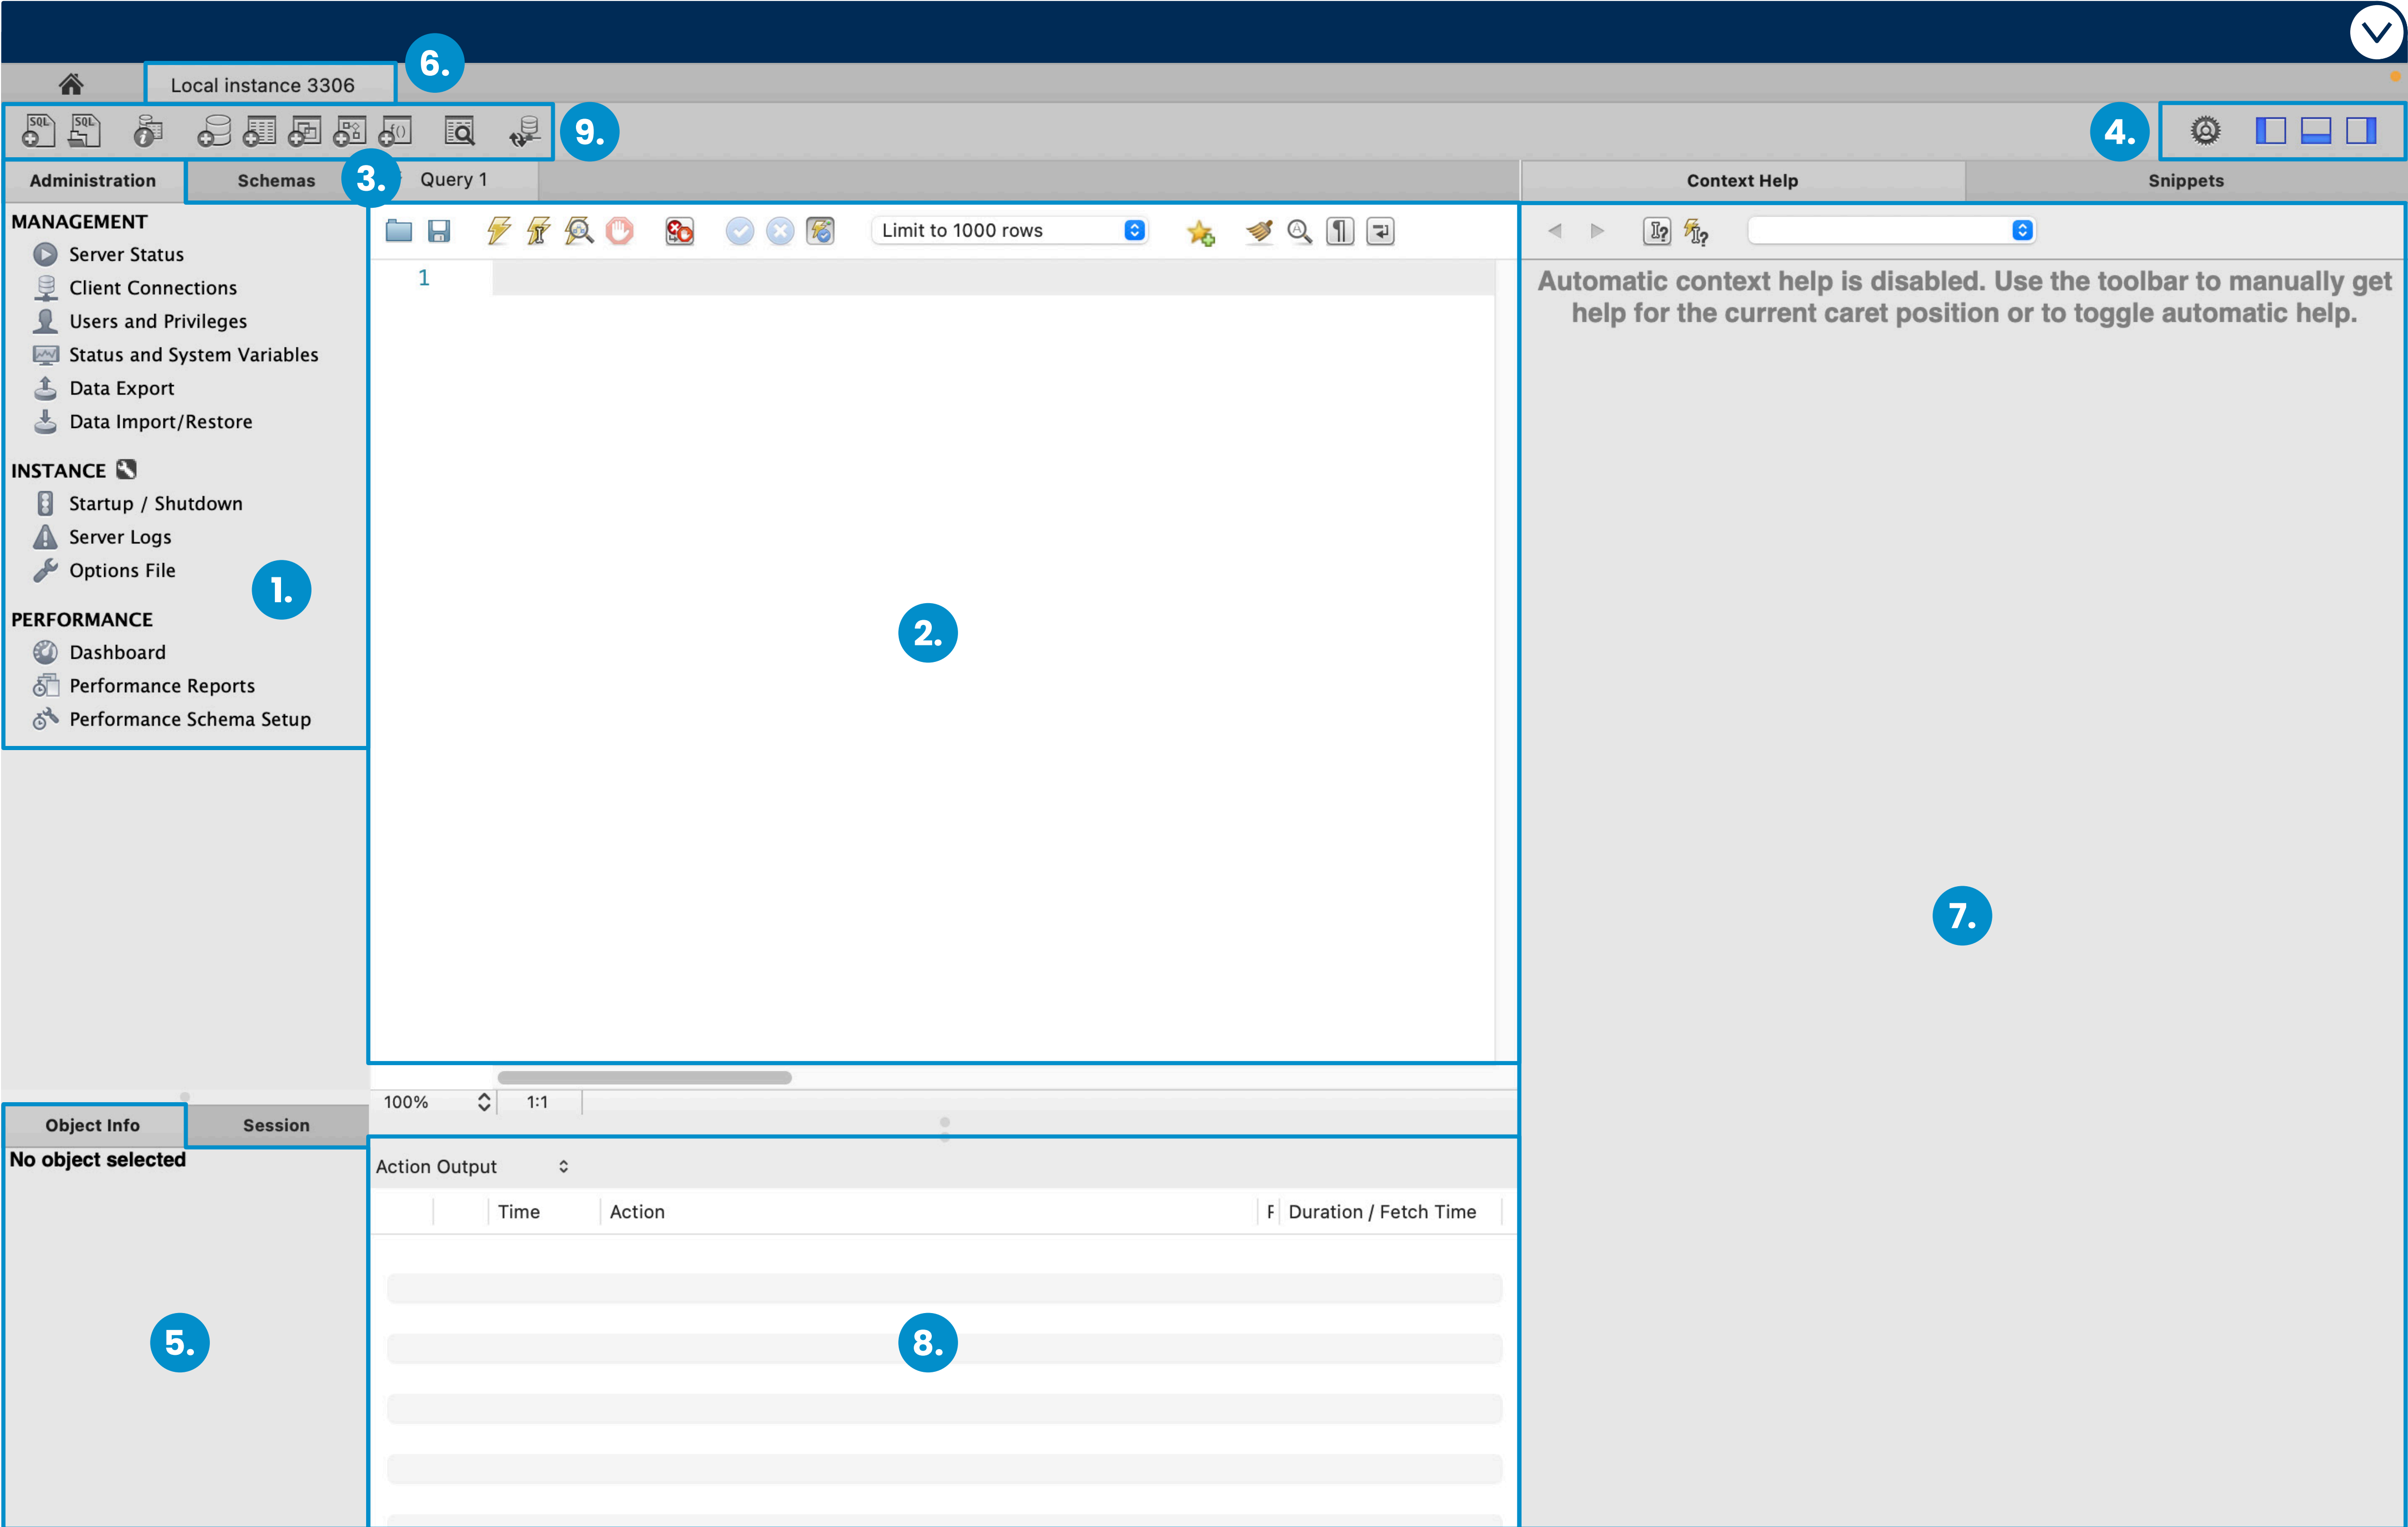 6.
Local instance 3306
SQL SQL
9.
4.
Administration
Schemas
3.
Query 1
Context Help
Snippets
MANAGEMENT
Server Status
Client Connections
Users and Privileges
Status and System Variables
Data Export
Data Import/Restore
INSTANCE
Startup / Shutdown
Server Logs
Options File
1.
PERFORMANCE
Dashboard
Performance Reports
Performance Schema Setup
Limit to 1000 rows
1
2.
100%
1:1
Automatic context help is disabled. Use the toolbar to manually get
help for the current caret position or to toggle automatic help.
7.
Object Info
Session
No object selected
5.
Action Output
Time
Action
F
Duration / Fetch Time
8.